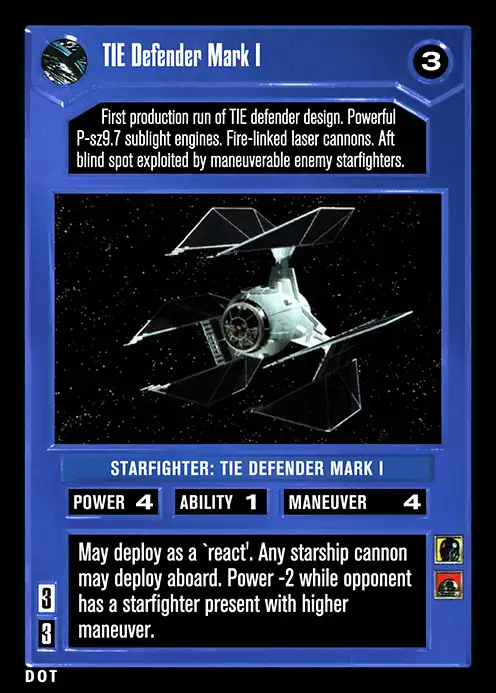 TIE Defender Mark I
3
First production run of TIE defender design. Powerful
P-sz9.7 sublight engines. Fire-linked laser cannons. Aft
blind spot exploited by maneuverable enemy starfighters.
STARFIGHTER: TIE DEFENDER MARK I
POWER 4 ABILITY 1 MANEUVER 4
May deploy as a `react'. Any starship cannon
may deploy aboard. Power -2 while opponent
has a starfighter present with higher
maneuver.
3
3
DOT